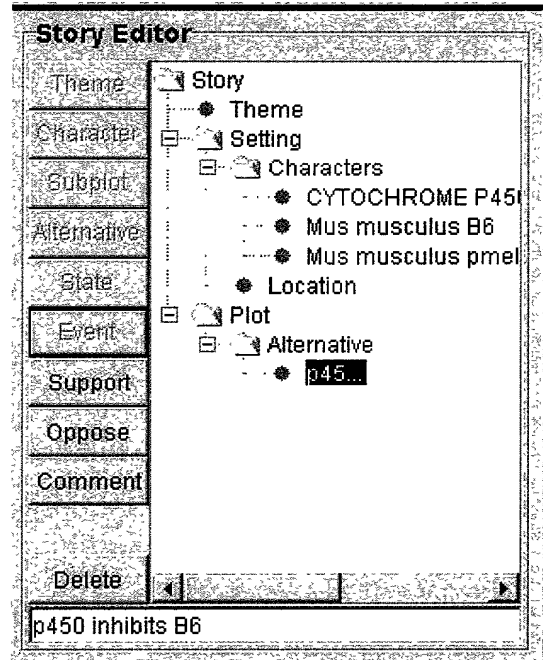 Story Editor
Theme
Character
Subplot
Alternative
State
Event
Support
Oppose
Comment
Delete
Story
Theme
Setting
Characters
CYTOCHROME P450
Mus musculus B6
Mus musculus pmel
Location
Plot
Alternative
p45...
p450 inhibits B6